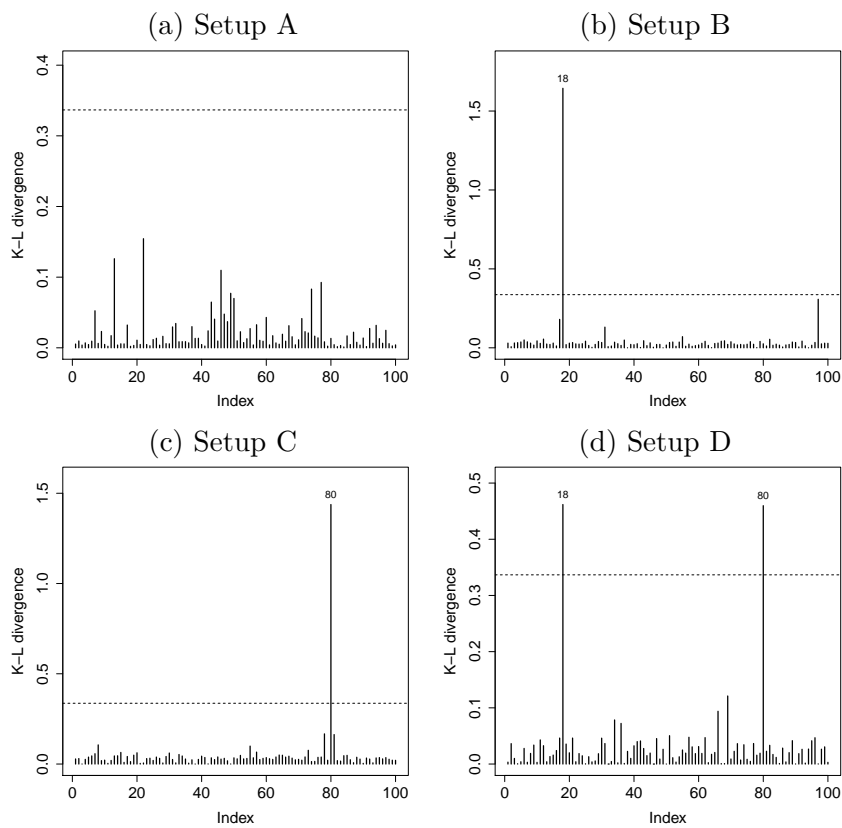 (a) Setup A
K−L divergence
0.0 0.1 0.2 0.3 0.4
0 20 40 60 80 100
Index
(b) Setup B
18
K−L divergence
0.0 0.5 1.0 1.5
0 20 40 60 80 100
Index
(c) Setup C
80
K−L divergence
0.0 0.5 1.0 1.5
0 20 40 60 80 100
Index
(d) Setup D
18 80
K−L divergence
0.0 0.1 0.2 0.3 0.4 0.5
0 20 40 60 80 100
Index